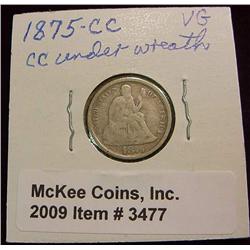 1875-CC VG
CC under wreath
McKee Coins, Inc.
2009 Item # 3477